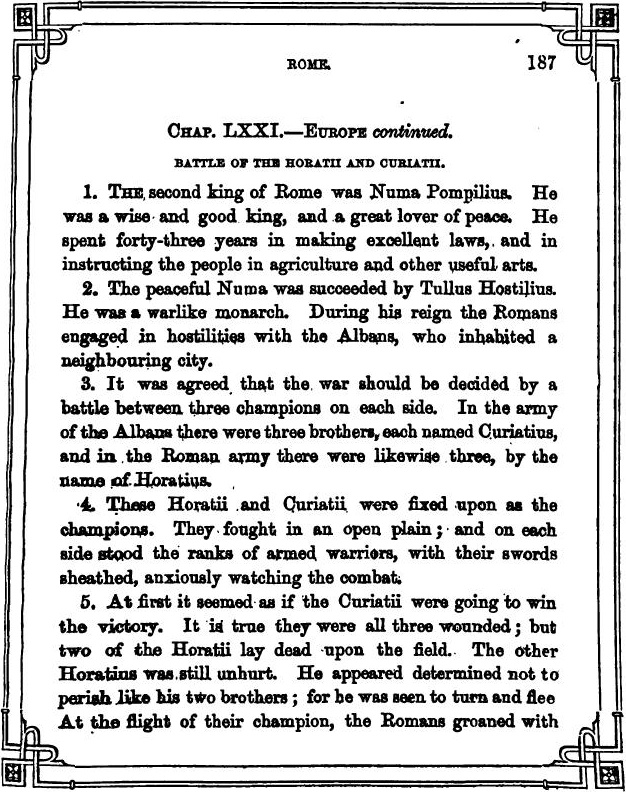 ROME.
187
CHAP. LXXI.—EUROPE continued.
BATTLE OF THE HORATII AND CURIATII.
1. THE second king of Rome was Numa Pompilius. He
was a wise and good king, and a great lover of peace. He
spent forty-three years in making excellent laws, and in
instructing the people in agriculture and other useful arts.
2. The peaceful Numa was succeeded by Tullus Hostilius.
He was a warlike monarch. During his reign the Romans
engaged in hostilities with the Albans, who inhabited a
neighbouring city.
3. It was agreed that the war should be decided by a
battle between three champions on each side. In the army
of the Albans there were three brothers, each named Curiatius,
and in the Roman army there were likewise three, by the
name of Horatius.
4. These Horatii and Curiatii were fixed upon as the
champions. They fought in an open plain; and on each
side stood the ranks of armed warriors, with their swords
sheathed, anxiously watching the combat.
5. At first it seemed as if the Curiatii were going to win
the victory. It is true they were all three wounded; but
two of the Horatii lay dead upon the field. The other
Horatius was still unhurt. He appeared determined not to
perish like his two brothers; for he was seen to turn and flee
At the flight of their champion, the Romans groaned with